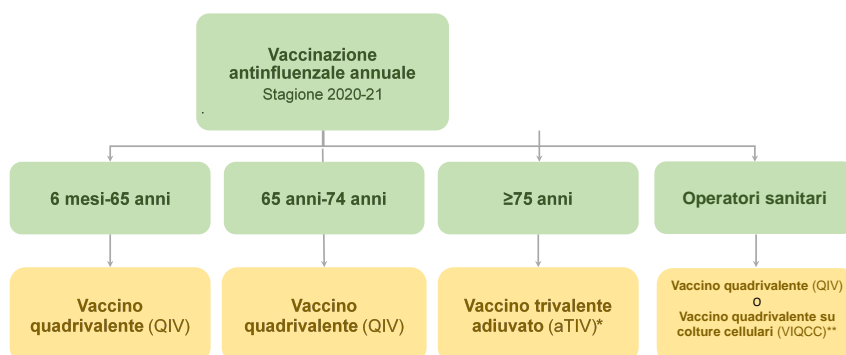 Vaccinazione
antinfluenzale annuale
Stagione 2020-21
.
6 mesi-65 anni
65 anni-74 anni
≥75 anni
Operatori sanitari
Vaccino
quadrivalente (QIV)
Vaccino
quadrivalente (QIV)
Vaccino trivalente
adiuvato (aTIV)*
Vaccino quadrivalente (QIV)
O
Vaccino quadrivalente su
colture cellulari (VIQCC)**